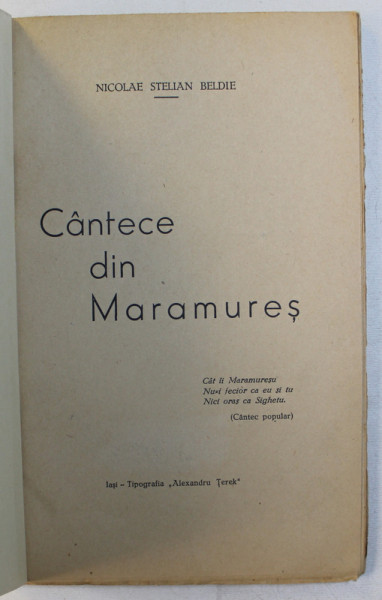 NICOLAE STELIAN BELDIE
Cântece
din
Maramureș
Cât îi Maramureșu
Nu-i fecior ca eu și tu
Nici oraș ca Sighetu.
(Cântec popular)
Iași – Tipografia „Alexandru Țerek"